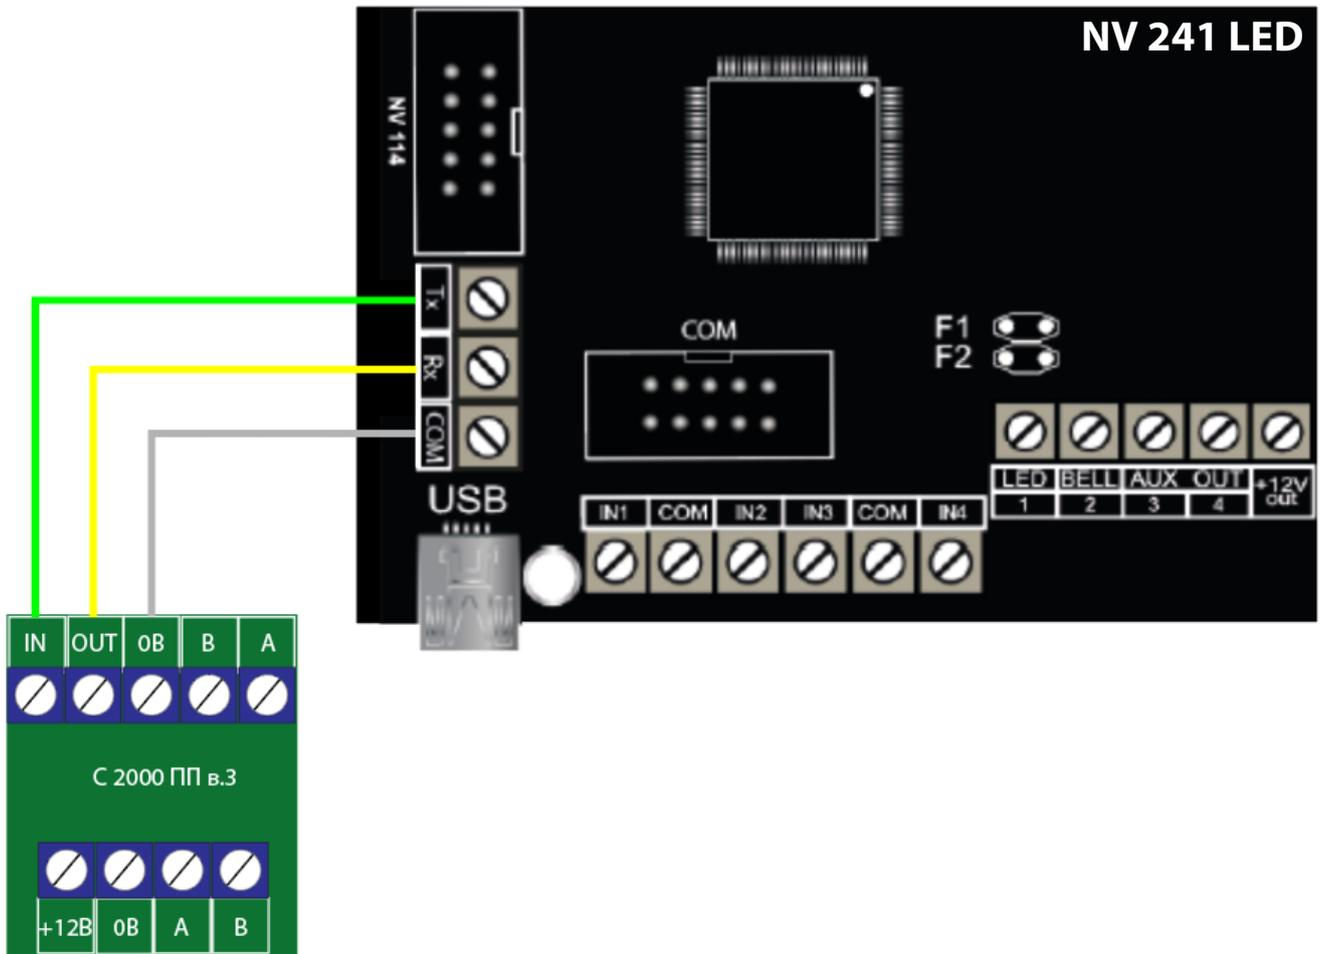 NV 241 LED
NV 114
Tx
Rx
COM
USB
COM
F1
F2
LED BELL AUX OUT +12V out
1 2 3 4
IN1 COM IN2 IN3 COM IN4
IN OUT 0В В А
С 2000 ПП в.3
+12В 0В А В